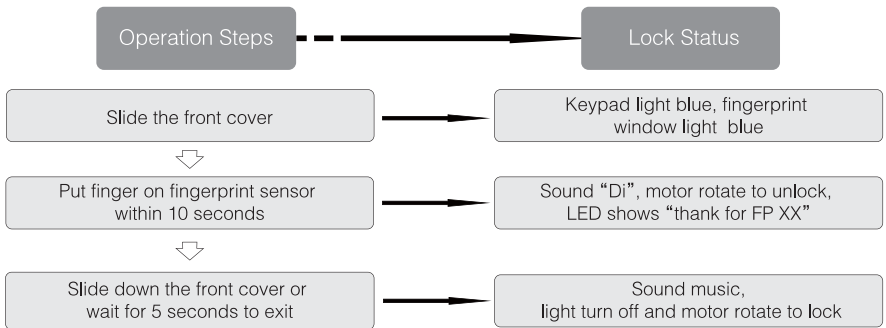 Operation Steps
Lock Status
Slide the front cover
Keypad light blue, fingerprint
window light blue
Put finger on fingerprint sensor
within 10 seconds
Sound “Di”, motor rotate to unlock,
LED shows “thank for FP XX”
Slide down the front cover or
wait for 5 seconds to exit
Sound music,
light turn off and motor rotate to lock